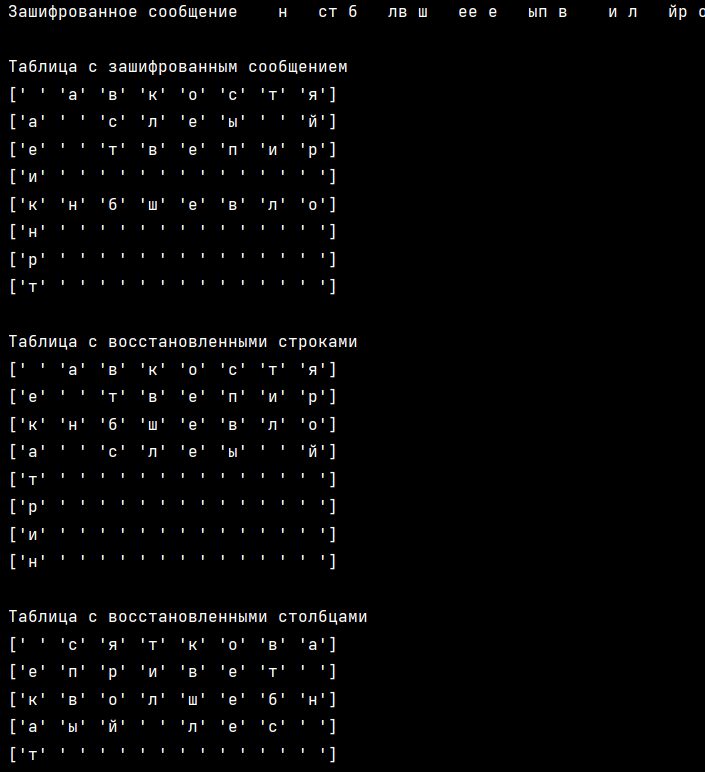 Зашифрованное сообщение    н   ст б   лв ш   ее е   ып в    и л   йр о
Таблица с зашифрованным сообщением
[' ' 'а' 'в' 'к' 'о' 'с' 'т' 'я']
['а' ' ' 'с' 'л' 'е' 'ы' ' ' 'й']
['е' ' ' 'т' 'в' 'е' 'п' 'и' 'р']
['и' ' ' ' ' ' ' ' ' ' ' ' ' ' ']
['к' 'н' 'б' 'ш' 'е' 'в' 'л' 'о']
['н' ' ' ' ' ' ' ' ' ' ' ' ' ' ']
['р' ' ' ' ' ' ' ' ' ' ' ' ' ' ']
['т' ' ' ' ' ' ' ' ' ' ' ' ' ' ']
Таблица с восстановленными строками
[' ' 'а' 'в' 'к' 'о' 'с' 'т' 'я']
['е' ' ' 'т' 'в' 'е' 'п' 'и' 'р']
['к' 'н' 'б' 'ш' 'е' 'в' 'л' 'о']
['а' ' ' 'с' 'л' 'е' 'ы' ' ' 'й']
['т' ' ' ' ' ' ' ' ' ' ' ' ' ' ']
['р' ' ' ' ' ' ' ' ' ' ' ' ' ' ']
['и' ' ' ' ' ' ' ' ' ' ' ' ' ' ']
['н' ' ' ' ' ' ' ' ' ' ' ' ' ' ']
Таблица с восстановленными столбцами
[' ' 'с' 'я' 'т' 'к' 'о' 'в' 'а']
['е' 'п' 'р' 'и' 'в' 'е' 'т' ' ']
['к' 'в' 'о' 'л' 'ш' 'е' 'б' 'н']
['а' 'ы' 'й' ' ' 'л' 'е' 'с' ' ']
['т' ' ' ' ' ' ' ' ' ' ' ' ' ' ']